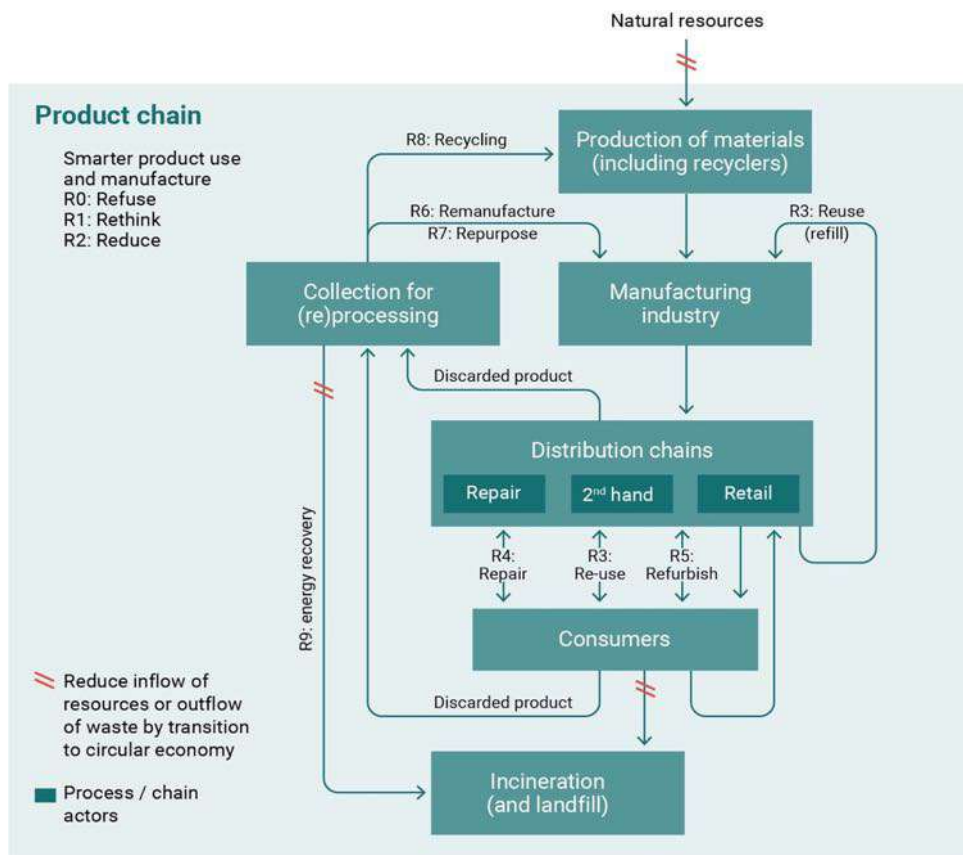 Natural resources
Product chain
Smarter product use
and manufacture
R0: Refuse
R1: Rethink
R2: Reduce
R8: Recycling
Production of materials
(including recyclers)
R6: Remanufacture
R7: Repurpose
R3: Reuse
(refill)
Collection for
(re)processing
Manufacturing
industry
Discarded product
Distribution chains
Repair
2nd hand
Retail
R4:
Repair
R3:
Re-use
R5:
Refurbish
R9: energy recovery
Consumers
Discarded product
Reduce inflow of
resources or outflow
of waste by transition
to circular economy
Process / chain
actors
Incineration
(and landfill)